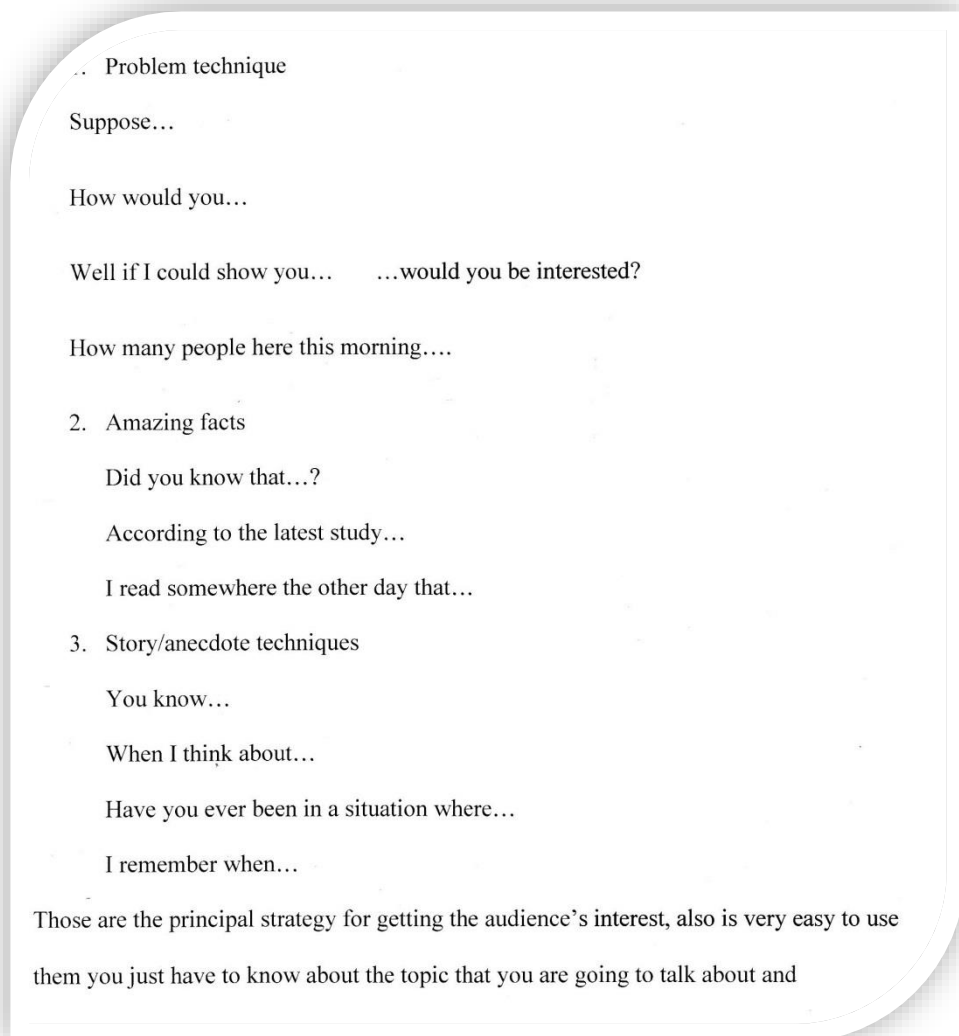 Problem technique
Suppose…
How would you…
Well if I could show you… …would you be interested?
How many people here this morning….
2. Amazing facts
Did you know that…?
According to the latest study…
I read somewhere the other day that…
3. Story/anecdote techniques
You know…
When I think about…
Have you ever been in a situation where…
I remember when…
Those are the principal strategy for getting the audience’s interest, also is very easy to use
them you just have to know about the topic that you are going to talk about and